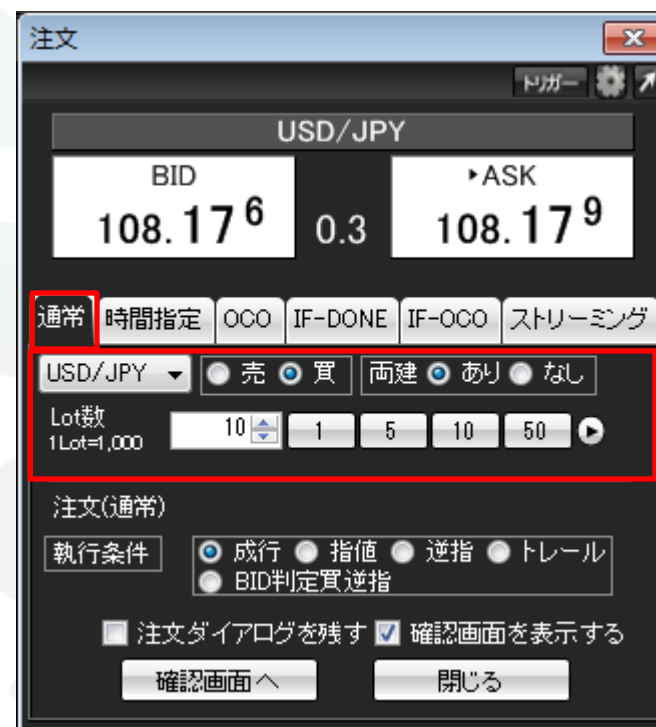 注文
トリガー
USD/JPY
BID ▸ASK
108.17 6 0.3 108.17 9
通常 時間指定 OCO IF-DONE IF-OCO ストリーミング
USD/JPY 売 買 両建 あり なし
Lot数
1Lot=1,000 10 1 5 10 50
注文(通常)
執行条件 成行 指値 逆指 トレール
BID判定買逆指
注文ダイアログを残す 確認画面を表示する
確認画面へ 閉じる